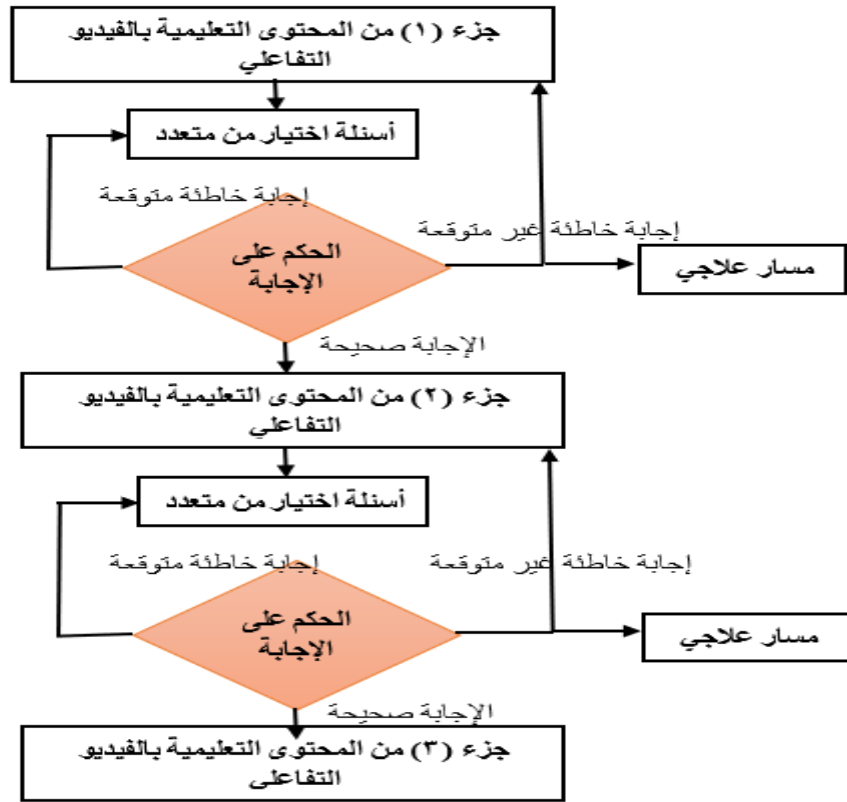 جزء (١) من المحتوى التعليمية بالفيديو
التفاعلي
أسئلة اختيار من متعدد
إجابة خاطئة متوقعة
إجابة خاطئة غير متوقعة
الحكم على
الإجابة
مسار علاجي
الإجابة صحيحة
جزء (٢) من المحتوى التعليمية بالفيديو
التفاعلي
أسئلة اختيار من متعدد
إجابة خاطئة متوقعة
إجابة خاطئة غير متوقعة
الحكم على
الإجابة
مسار علاجي
الإجابة صحيحة
جزء (٣) من المحتوى التعليمية بالفيديو
التفاعلي